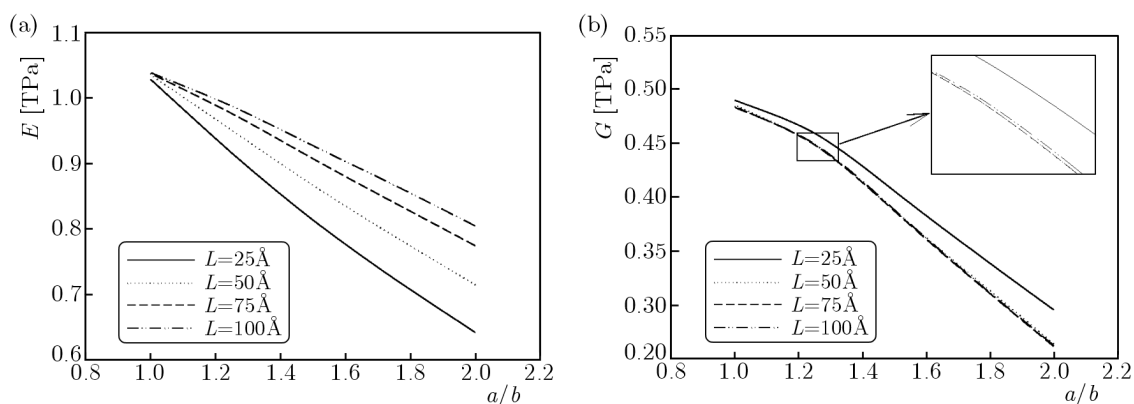 (a)
E [TPa]
1.1
1.0
0.9
0.8
0.7
0.6
L=25Å
L=50Å
L=75Å
L=100Å
0.8 1.0 1.2 1.4 1.6 1.8 2.0 2.2
a/b
(b)
G [TPa]
0.55
0.50
0.45
0.40
0.35
0.30
0.20
L=25Å
L=50Å
L=75Å
L=100Å
0.8 1.0 1.2 1.4 1.6 1.8 2.0 2.2
a/b